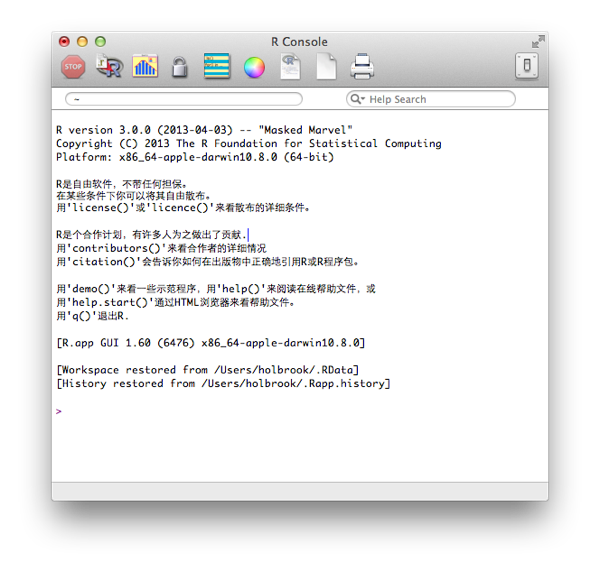 R Console
STOP
~
Help Search
R version 3.0.0 (2013-04-03) -- "Masked Marvel"
Copyright (C) 2013 The R Foundation for Statistical Computing
Platform: x86_64-apple-darwin10.8.0 (64-bit)
R是自由软件，不带任何担保。
在某些条件下你可以将其自由散布。
用'license()'或'licence()'来看散布的详细条件。
R是个合作计划，有许多人为之做出了贡献.
用'contributors()'来看合作者的详细情况
用'citation()'会告诉你如何在出版物中正确地引用R或R程序包。
用'demo()'来看一些示范程序，用'help()'来阅读在线帮助文件，或
用'help.start()'通过HTML浏览器来看帮助文件。
用'q()'退出R.
[R.app GUI 1.60 (6476) x86_64-apple-darwin10.8.0]
[Workspace restored from /Users/holbrook/.RData]
[History restored from /Users/holbrook/.Rapp.history]
>